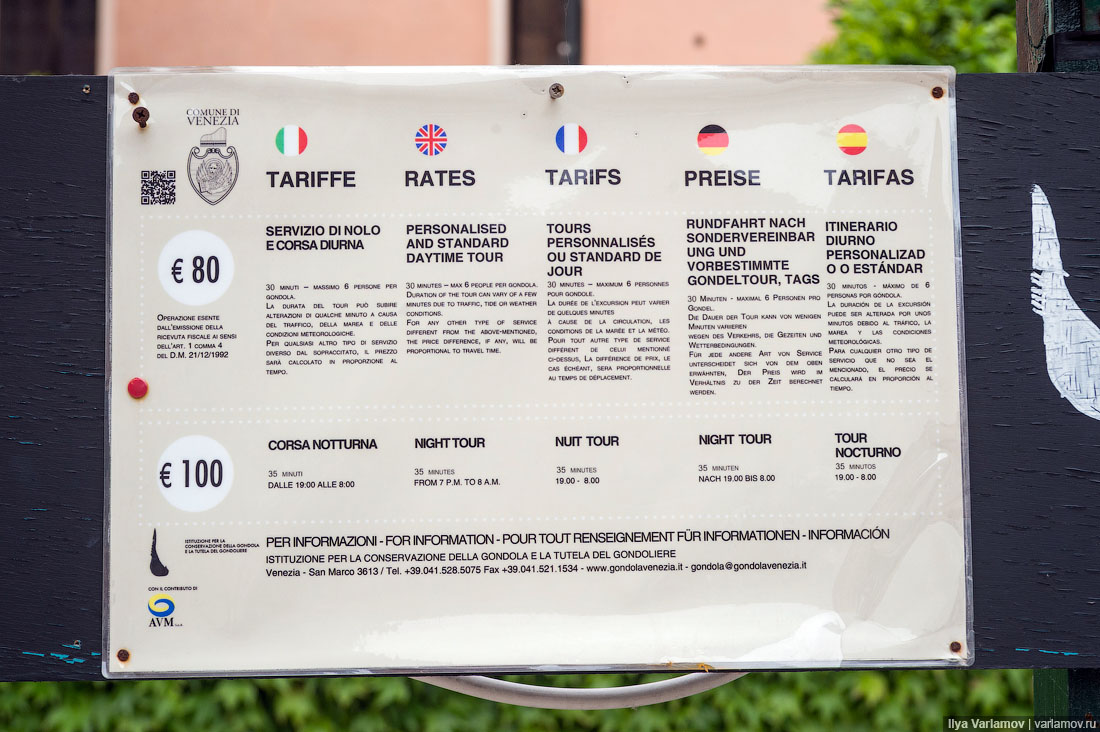 COMUNE DI
VENEZIA
TARIFFE
RATES
TARIFS
PREISE
TARIFAS
€ 80
OPERAZIONE ESENTE
DALL'EMISSIONE DELLA
RICEVUTA FISCALE AI SENSI
DELL'ART. 1 COMMA 4
DEL D.M. 21/12/1992
SERVIZIO DI NOLO
E CORSA DIURNA
30 MINUTI – MASSIMO 6 PERSONE PER
GONDOLA.
LA DURATA DEL TOUR PUÒ SUBIRE
ALTERAZIONI DI QUALCHE MINUTO A CAUSA
DEL TRAFFICO, DELLA MAREA E DELLE
CONDIZIONI METEOROLOGICHE.
PER QUALSIASI ALTRO TIPO DI SERVIZIO
DIVERSO DAL SOPRACCITATO, IL PREZZO
SARÀ CALCOLATO IN PROPORZIONE AL
TEMPO.
PERSONALISED
AND STANDARD
DAYTIME TOUR
30 MINUTES – MAX 6 PEOPLE PER GONDOLA.
DURATION OF THE TOUR CAN VARY OF A FEW
MINUTES DUE TO TRAFFIC, TIDE OR WEATHER
CONDITIONS.
FOR ANY OTHER TYPE OF SERVICE
DIFFERENT FROM THE ABOVE-MENTIONED,
THE PRICE DIFFERENCE, IF ANY, WILL BE
PROPORTIONAL TO TRAVEL TIME.
TOURS
PERSONNALISÉS
OU STANDARD DE
JOUR
30 MINUTES – MAXIMUM 6 PERSONNES
POUR GONDOLE.
LA DURÉE DE L'EXCURSION PEUT VARIER
DE QUELQUES MINUTES
À CAUSE DE LA CIRCULATION, LES
CONDITIONS DE LA MARÉE ET LA MÉTÉO.
POUR TOUT AUTRE TYPE DE SERVICE
DIFFÉRENT DE CELUI MENTIONNÉ
CI-DESSUS, LA DIFFÉRENCE DE PRIX, LE
CAS ÉCHÉANT, SERA PROPORTIONNELLE
AU TEMPS DE DÉPLACEMENT.
RUNDFAHRT NACH
SONDERVEREINBAR
UNG UND
VORBESTIMMTE
GONDELTOUR, TAGS
30 MINUTEN - MAXIMAL 6 PERSONEN PRO
GONDEL.
DIE DAUER DER TOUR KANN VON WENIGEN
MINUTEN VARIIEREN
WEGEN DES VERKEHRS, DIE GEZEITEN UND
WETTERBEDINGUNGEN.
FÜR JEDE ANDERE ART VON SERVICE
UNTERSCHEIDET SICH VON DEM OBEN
ERWÄHNTEN, DER PREIS WIRD IM
VERHÄLTNIS ZU DER ZEIT BERECHNET
WERDEN.
ITINERARIO
DIURNO
PERSONALIZAD
O O ESTÁNDAR
30 MINUTOS - MÁXIMO DE 6
PERSONAS POR GÓNDOLA.
LA DURACIÓN DE LA EXCURSIÓN
PUEDE SER ALTERADA POR UNOS
MINUTOS DEBIDO AL TRÁFICO, LA
MAREA Y LAS CONDICIONES
METEOROLÓGICAS.
PARA CUALQUIER OTRO TIPO DE
SERVICIO QUE NO SEA EL
MENCIONADO, EL PRECIO SE
CALCULARÁ EN PROPORCIÓN AL
TIEMPO.
€ 100
CORSA NOTTURNA
35 MINUTI
DALLE 19:00 ALLE 8:00
NIGHT TOUR
35 MINUTES
FROM 7 P.M. TO 8 A.M.
NUIT TOUR
35 MINUTES
19.00 - 8.00
NIGHT TOUR
35 MINUTEN
NACH 19.00 BIS 8.00
TOUR
NOCTURNO
35 MINUTOS
19.00 - 8.00
ISTITUZIONE PER LA
CONSERVAZIONE DELLA GONDOLA
E LA TUTELA DEL GONDOLIERE
PER INFORMAZIONI - FOR INFORMATION - POUR TOUT RENSEIGNEMENT FÜR INFORMATIONEN - INFORMACIÓN
ISTITUZIONE PER LA CONSERVAZIONE DELLA GONDOLA E LA TUTELA DEL GONDOLIERE
Venezia - San Marco 3613 / Tel. +39.041.528.5075 Fax +39.041.521.1534 - www.gondolavenezia.it - gondola@gondolavenezia.it
CON IL CONTRIBUTO DI
AVM S.p.A.
Ilya Varlamov | varlamov.ru